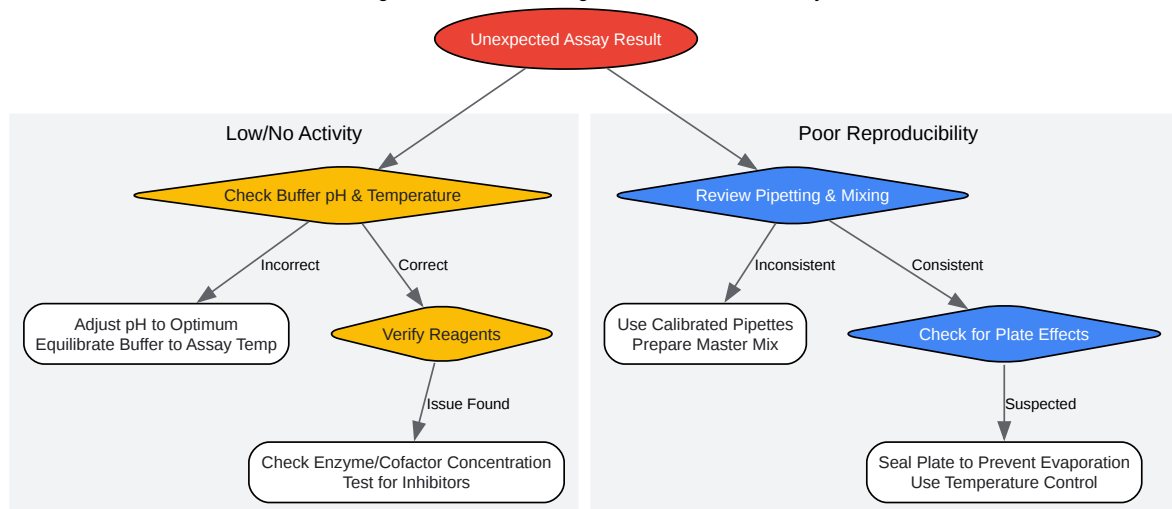 Unexpected Assay Result
Low/No Activity
Poor Reproducibility
Check Buffer pH & Temperature
Review Pipetting & Mixing
Incorrect
Correct
Inconsistent
Consistent
Adjust pH to Optimum
Equilibrate Buffer to Assay Temp
Verify Reagents
Use Calibrated Pipettes
Prepare Master Mix
Check for Plate Effects
Issue Found
Suspected
Check Enzyme/Cofactor Concentration
Test for Inhibitors
Seal Plate to Prevent Evaporation
Use Temperature Control